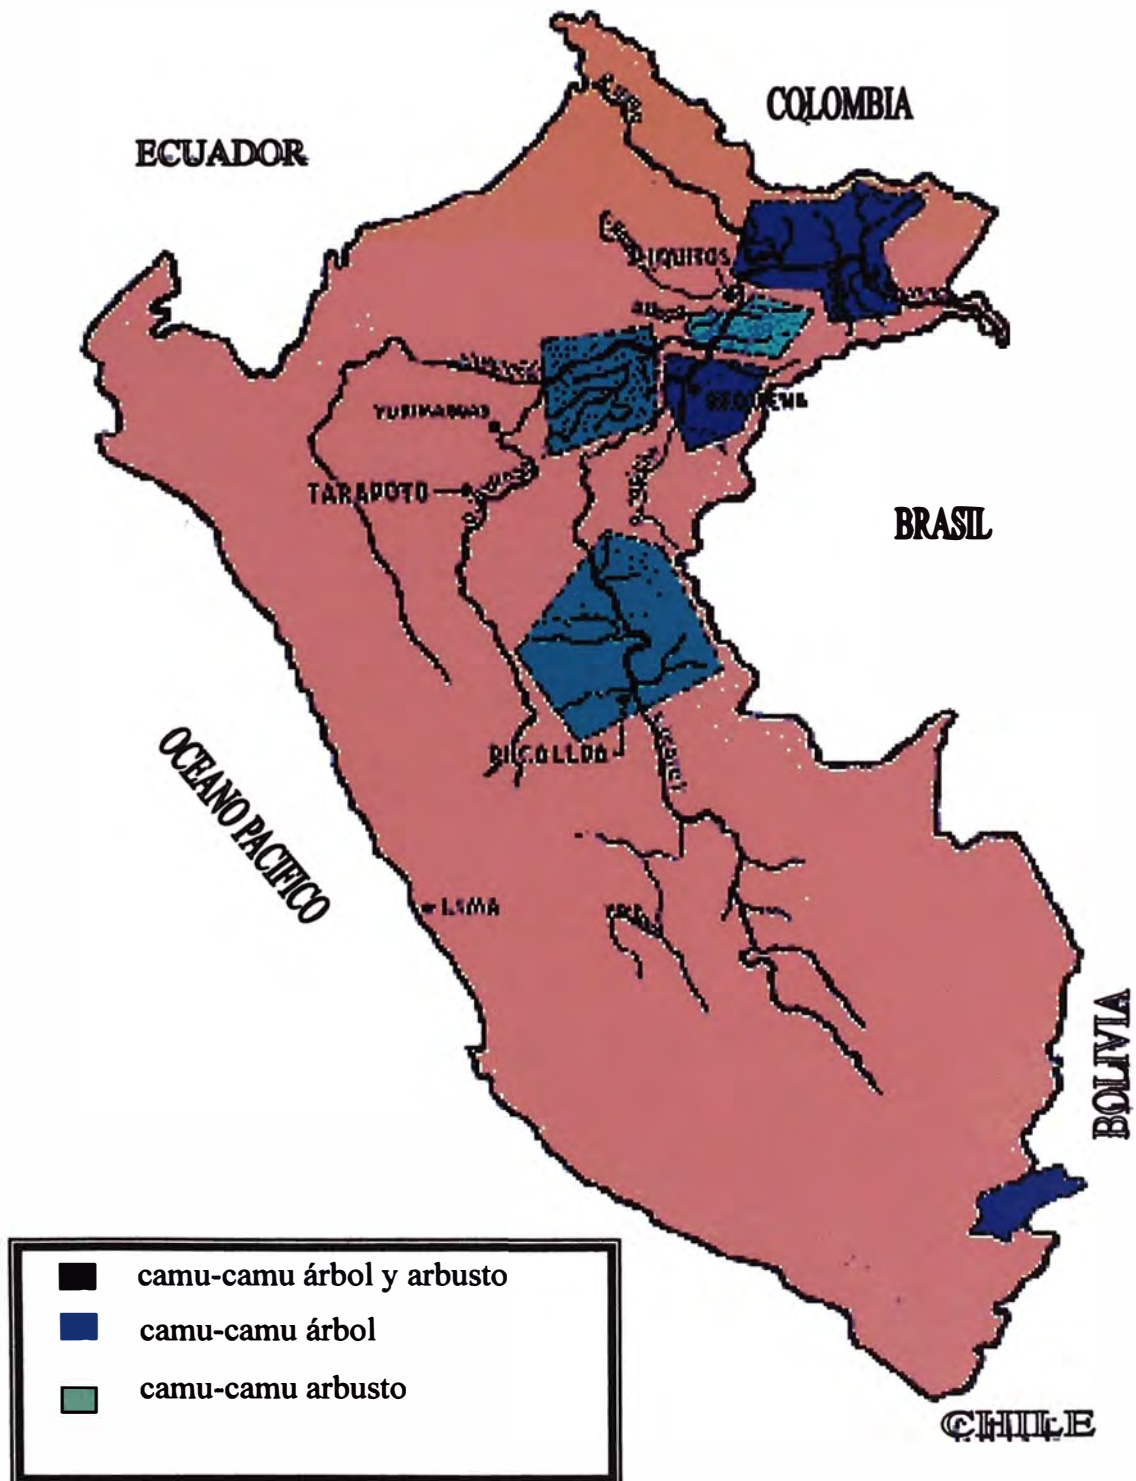 COLOMBIA
ECUADOR
IQUITOS
REQUENA
YURIMAGUAS
TARAPOTO
BRASIL
PUCALLPA
UCAYALI
OCEANO PACIFICO
LIMA
BOLIVIA
camu-camu árbol y arbusto
camu-camu árbol
camu-camu arbusto
CHILE